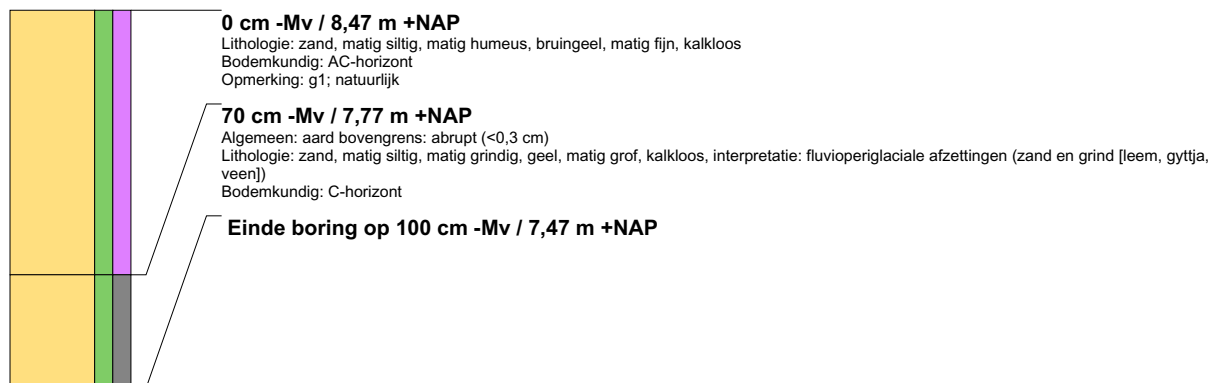 0 cm -Mv / 8,47 m +NAP
Lithologie: zand, matig siltig, matig humeus, bruingeel, matig fijn, kalkloos
Bodemkundig: AC-horizont
Opmerking: g1; natuurlijk
70 cm -Mv / 7,77 m +NAP
Algemeen: aard bovengrens: abrupt (<0,3 cm)
Lithologie: zand, matig siltig, matig grindig, geel, matig grof, kalkloos, interpretatie: fluvioperiglaciale afzettingen (zand en grind [leem, gyttja,
veen])
Bodemkundig: C-horizont
Einde boring op 100 cm -Mv / 7,47 m +NAP